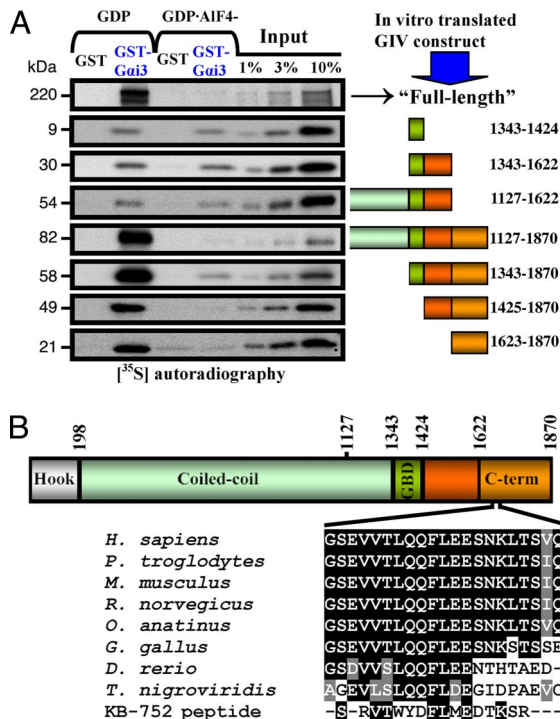 A
GDP
GDP·AlF4-
Input
In vitro translated
GIV construct
kDa
GST
GST-
Gαi3
GST
GST-
Gαi3
1% 3% 10%
220
"Full-length"
9
1343-1424
30
1343-1622
54
1127-1622
82
1127-1870
58
1343-1870
49
1425-1870
21
1623-1870
[35S] autoradiography
B
198
1127
1343
1424
1622
1870
Hook
Coiled-coil
GBD
C-term
H. sapiens GSEVVTLQQFLEESNKLTSVQ
P. troglodytes GSEVVTLQQFLEESNKLTSIQ
M. musculus GSEVVTLQQFLEESNKLTSIQ
R. norvegicus GSEVVTLQQFLEESNKLTSIQ
O. anatinus GSEVVTLQQFLEESNKLTSVQ
G. gallus GSEVVTLQQFLEESNKSTSSE
D. rerio GSDVVSLQQFLEENTHTAED-
T. nigroviridis AGEVLSLQQFLDEGIDPAEVQ
KB-752 peptide -S-RVTWYDFLMEDTKSR---